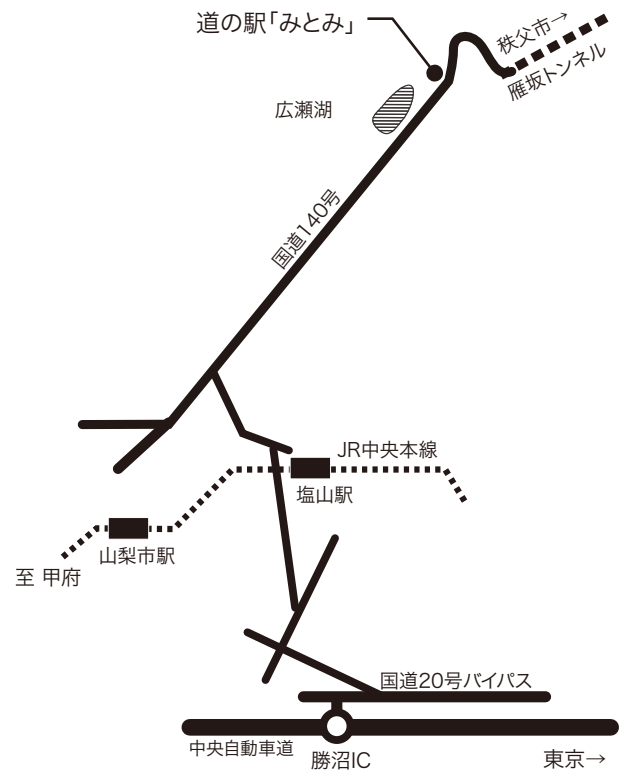 道の駅「みとみ」
秩父市→
雁坂トンネル
広瀬湖
国道140号
JR中央本線
塩山駅
山梨市駅
至 甲府
国道20号バイパス
中央自動車道
勝沼IC
東京→